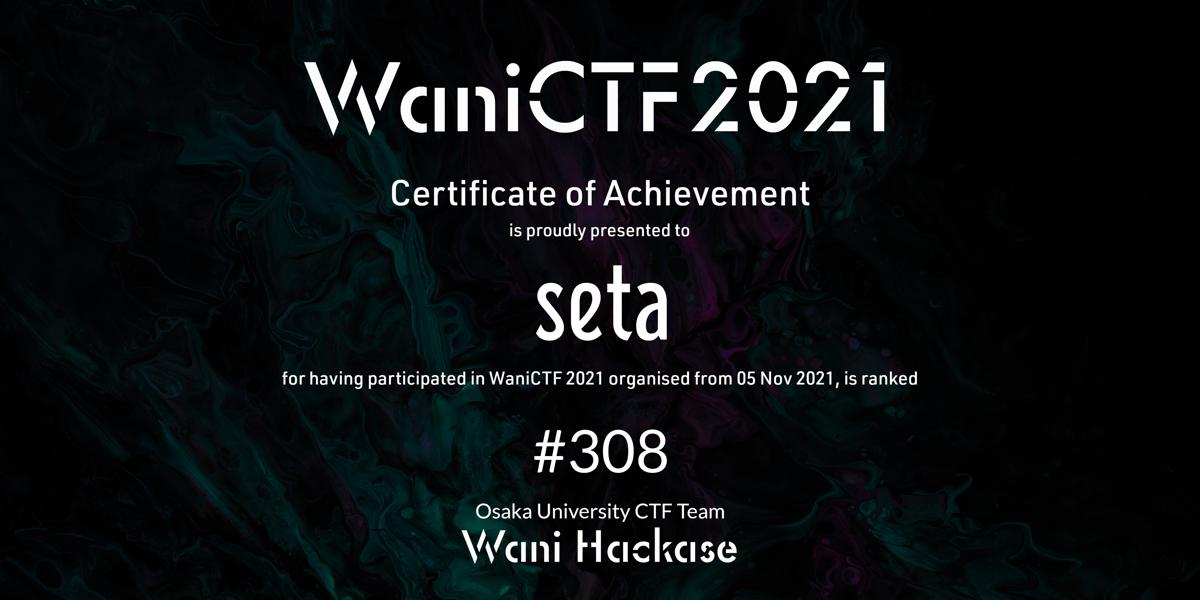 WaniCTF2021
Certificate of Achievement
is proudly presented to
seta
for having participated in WaniCTF 2021 organised from 05 Nov 2021, is ranked
#308
Osaka University CTF Team
Wani Hackase